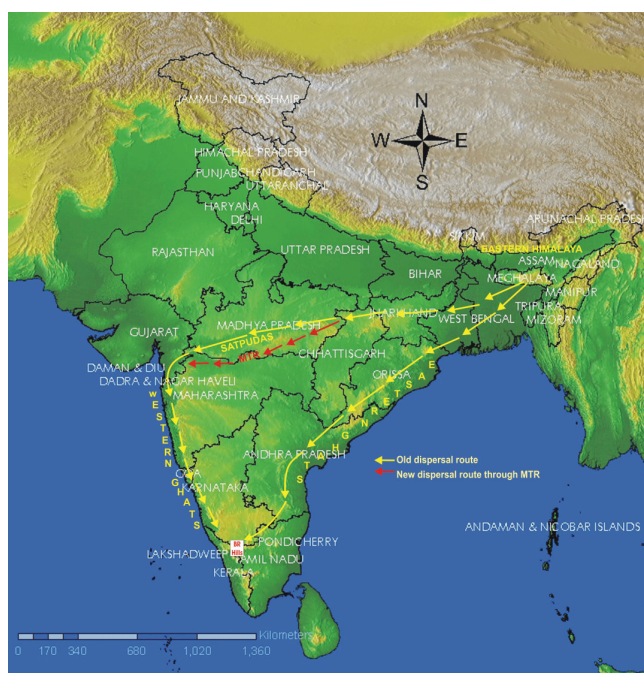 JAMMU AND KASHMIR
N
W E
S
HIMACHAL PRADESH
PUNJAB CHANDIGARH
UTTARANCHAL
HARYANA
DELHI
ARUNACHAL PRADESH
SIKKIM
EASTERN HIMALAYA
RAJASTHAN
UTTAR PRADESH
ASSAM
NAGALAND
BIHAR
MEGHALAYA
MANIPUR
TRIPURA
MIZORAM
JHARKHAND
WEST BENGAL
GUJARAT
MADHYA PRADESH
SATPUDAS
MTR
CHHATTISGARH
DAMAN & DIU
DADRA & NAGAR HAVELI
MAHARASHTRA
ORISSA
WESTERN GHATS
EASTERN GHATS
ANDHRA PRADESH
Old dispersal route
New dispersal route through MTR
GOA
KARNATAKA
ANDAMAN & NICOBAR ISLANDS
BR
Hills
PONDICHERRY
LAKSHADWEEP
TAMIL NADU
KERALA
Kilometers
0 170 340 680 1,020 1,360